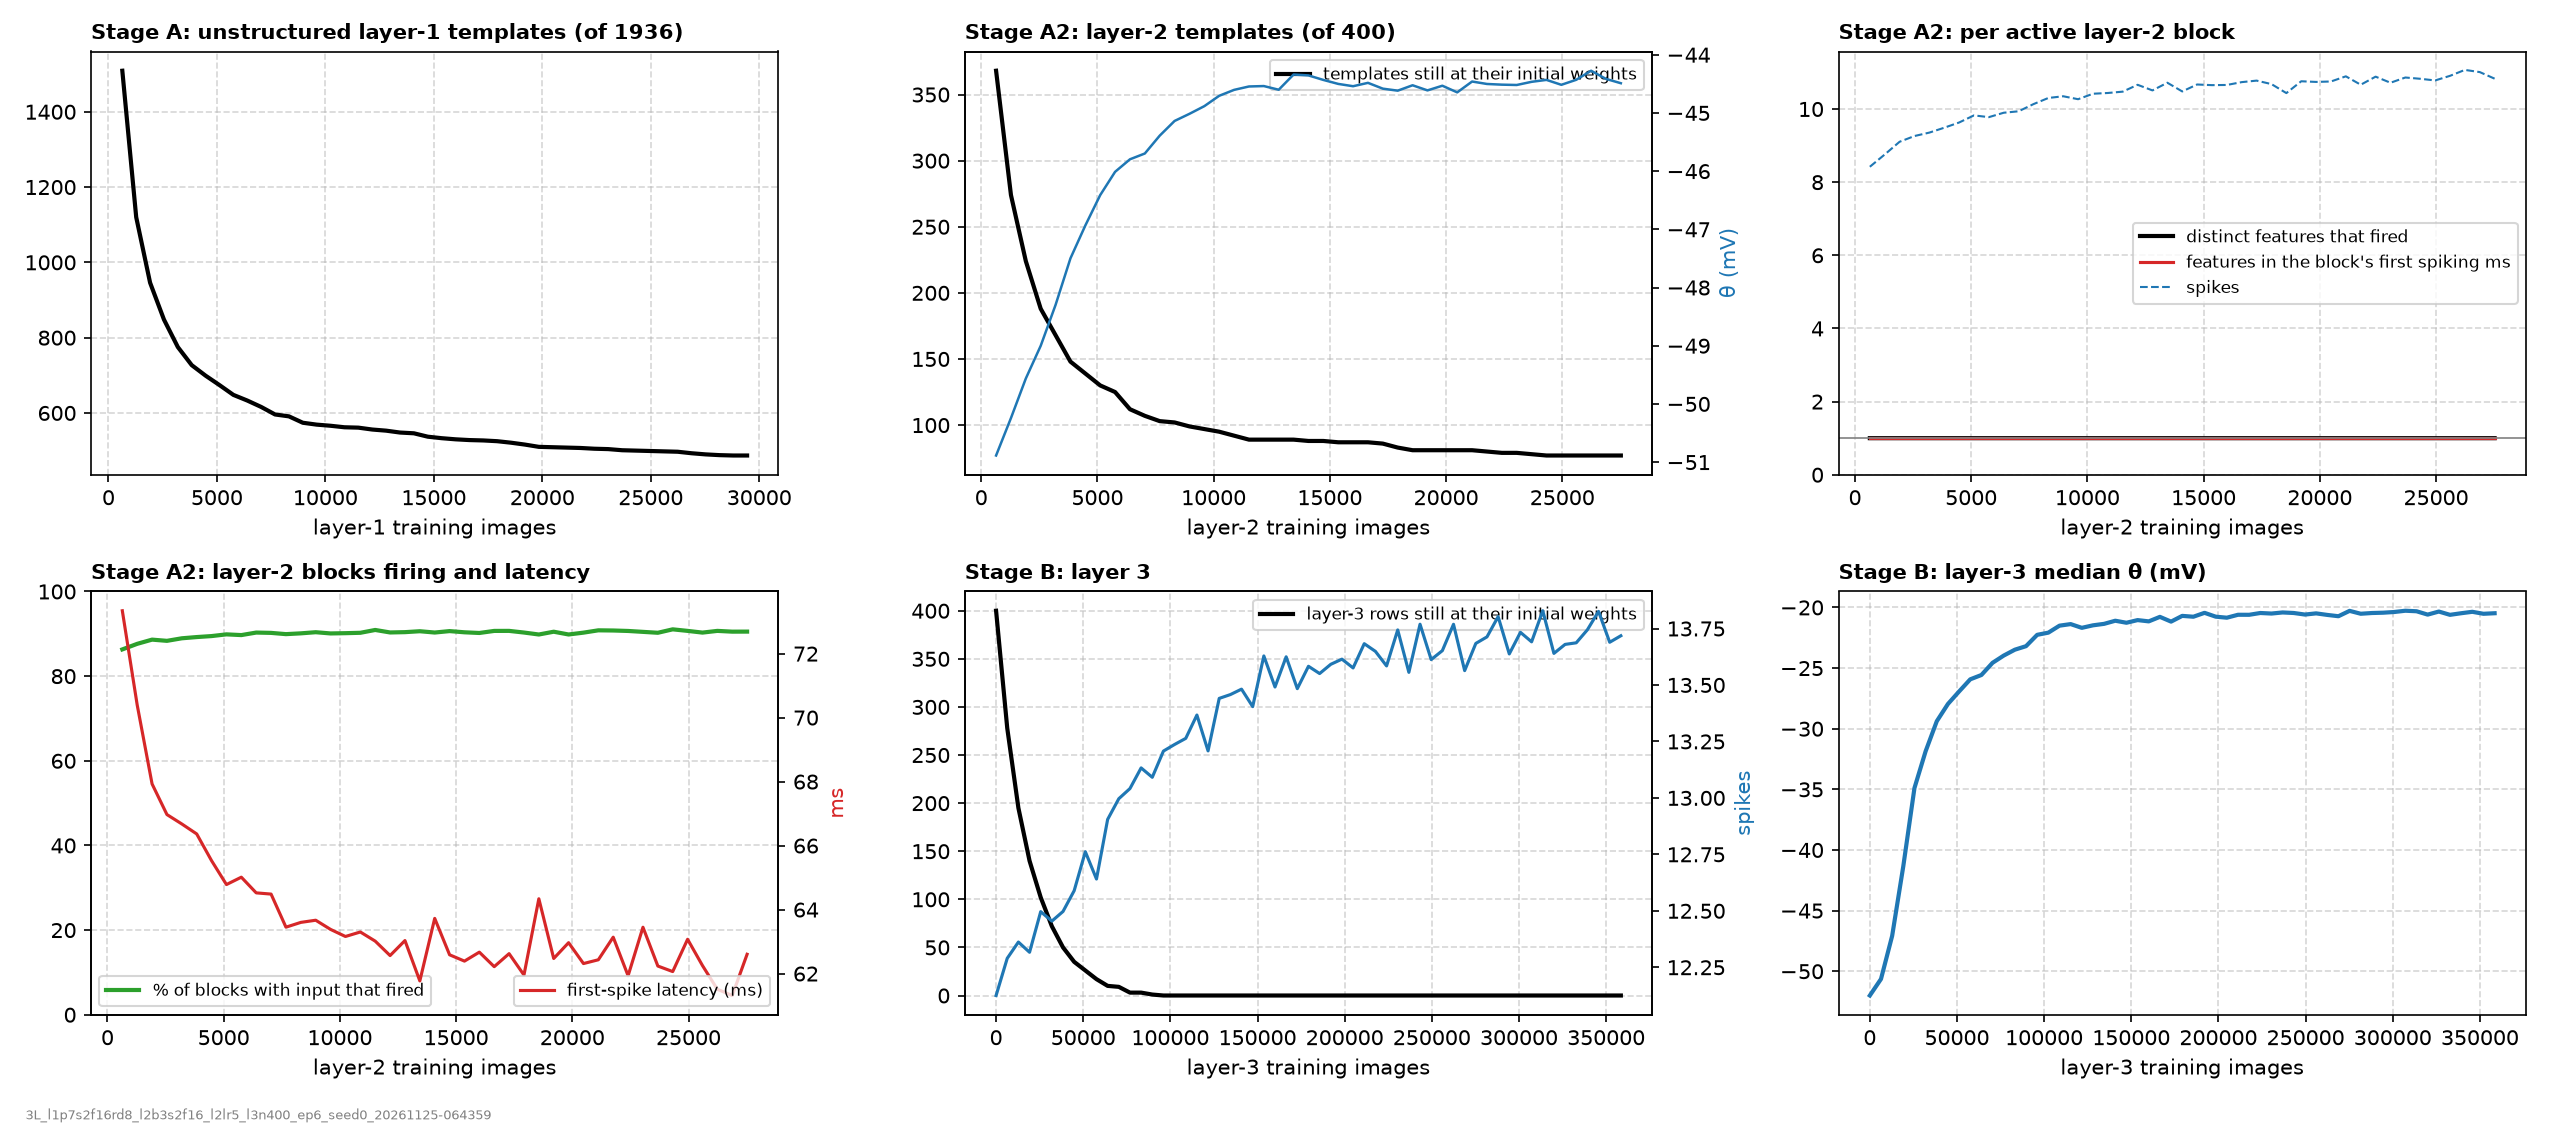 Stage A: unstructured layer-1 templates (of 1936)
1400
1200
1000
800
600
0 5000 10000 15000 20000 25000 30000
layer-1 training images
Stage A2: layer-2 templates (of 400)
templates still at their initial weights
350
300
250
200
150
100
−44
−45
−46
−47
−48
−49
−50
−51
θ (mV)
0 5000 10000 15000 20000 25000
layer-2 training images
Stage A2: per active layer-2 block
10
8
6
4
2
0
distinct features that fired
features in the block's first spiking ms
spikes
0 5000 10000 15000 20000 25000
layer-2 training images
Stage A2: layer-2 blocks firing and latency
100
80
60
40
20
0
72
70
68
66
64
62
ms
% of blocks with input that fired
first-spike latency (ms)
0 5000 10000 15000 20000 25000
layer-2 training images
Stage B: layer 3
layer-3 rows still at their initial weights
400
350
300
250
200
150
100
50
0
13.75
13.50
13.25
13.00
12.75
12.50
12.25
spikes
0 50000 100000 150000 200000 250000 300000 350000
layer-3 training images
Stage B: layer-3 median θ (mV)
−20
−25
−30
−35
−40
−45
−50
0 50000 100000 150000 200000 250000 300000 350000
layer-3 training images
3L_l1p7s2f16rd8_l2b3s2f16_l2lr5_l3n400_ep6_seed0_20261125-064359